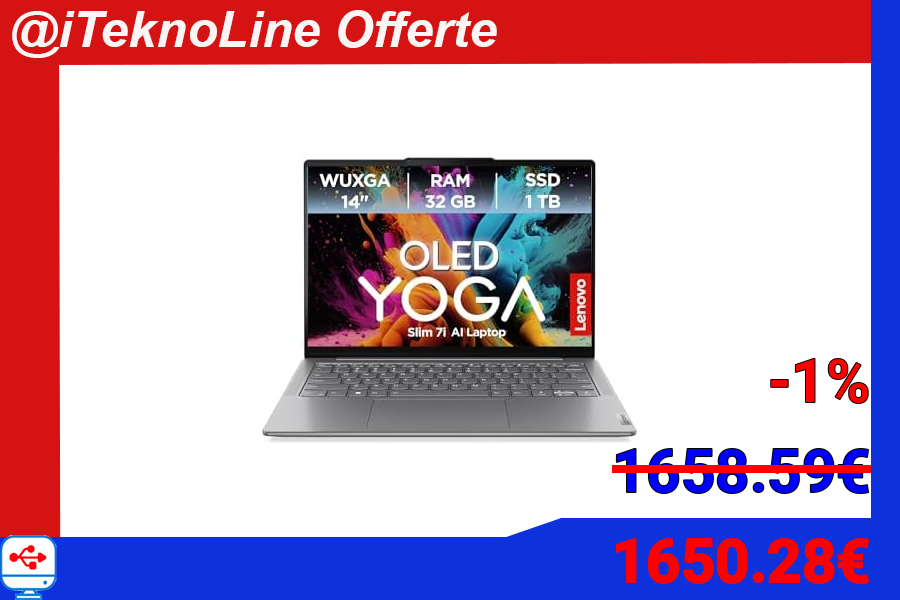 @iTeknoLine Offerte
WUXGA
14"
RAM
32 GB
SSD
1 TB
OLED
YOGA
Slim 7i AI Laptop
Lenovo
-1%
1658.59€
1650.28€